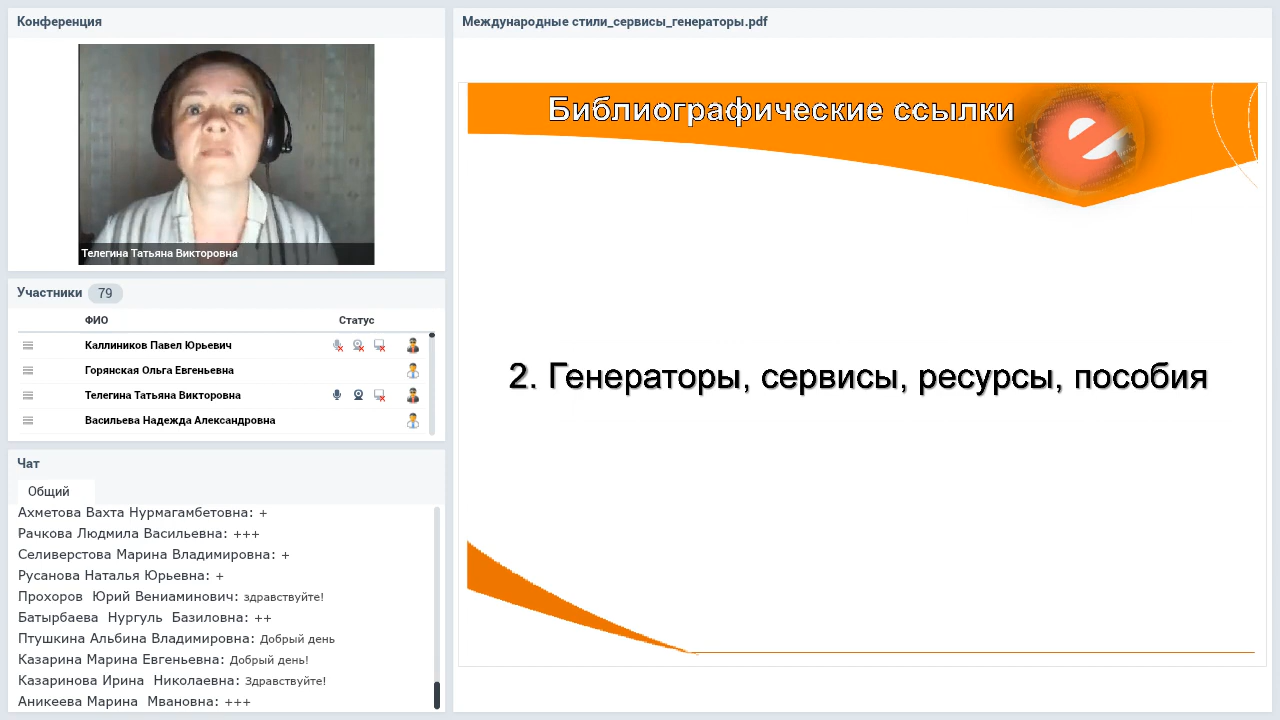 Конференция
Телегина Татьяна Викторовна
Участники 79
ФИО Статус
Каллиников Павел Юрьевич
Горянская Ольга Евгеньевна
Телегина Татьяна Викторовна
Васильева Надежда Александровна
Чат
Общий
Ахметова Вахта Нурмагамбетовна: +
Рачкова Людмила Васильевна: +++
Селиверстова Марина Владимировна: +
Русанова Наталья Юрьевна: +
Прохоров Юрий Вениаминович: здравствуйте!
Батырбаева Нургуль Базиловна: ++
Птушкина Альбина Владимировна: Добрый день
Казарина Марина Евгеньевна: Добрый день!
Казаринова Ирина Николаевна: Здравствуйте!
Аникеева Марина Мвановна: +++
Международные стили_сервисы_генераторы.pdf
Библиографические ссылки
e
2. Генераторы, сервисы, ресурсы, пособия